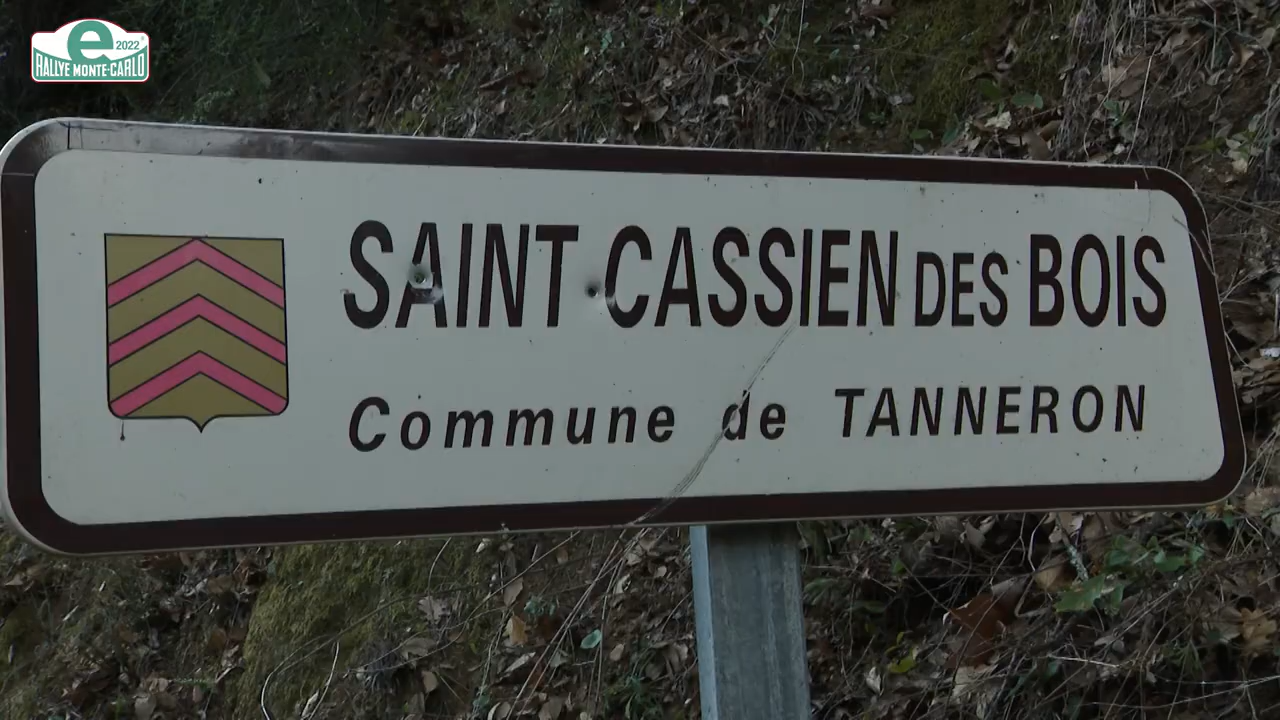 e 2022
RALLYE MONTE-CARLO
SAINT CASSIEN DES BOIS
Commune de TANNERON